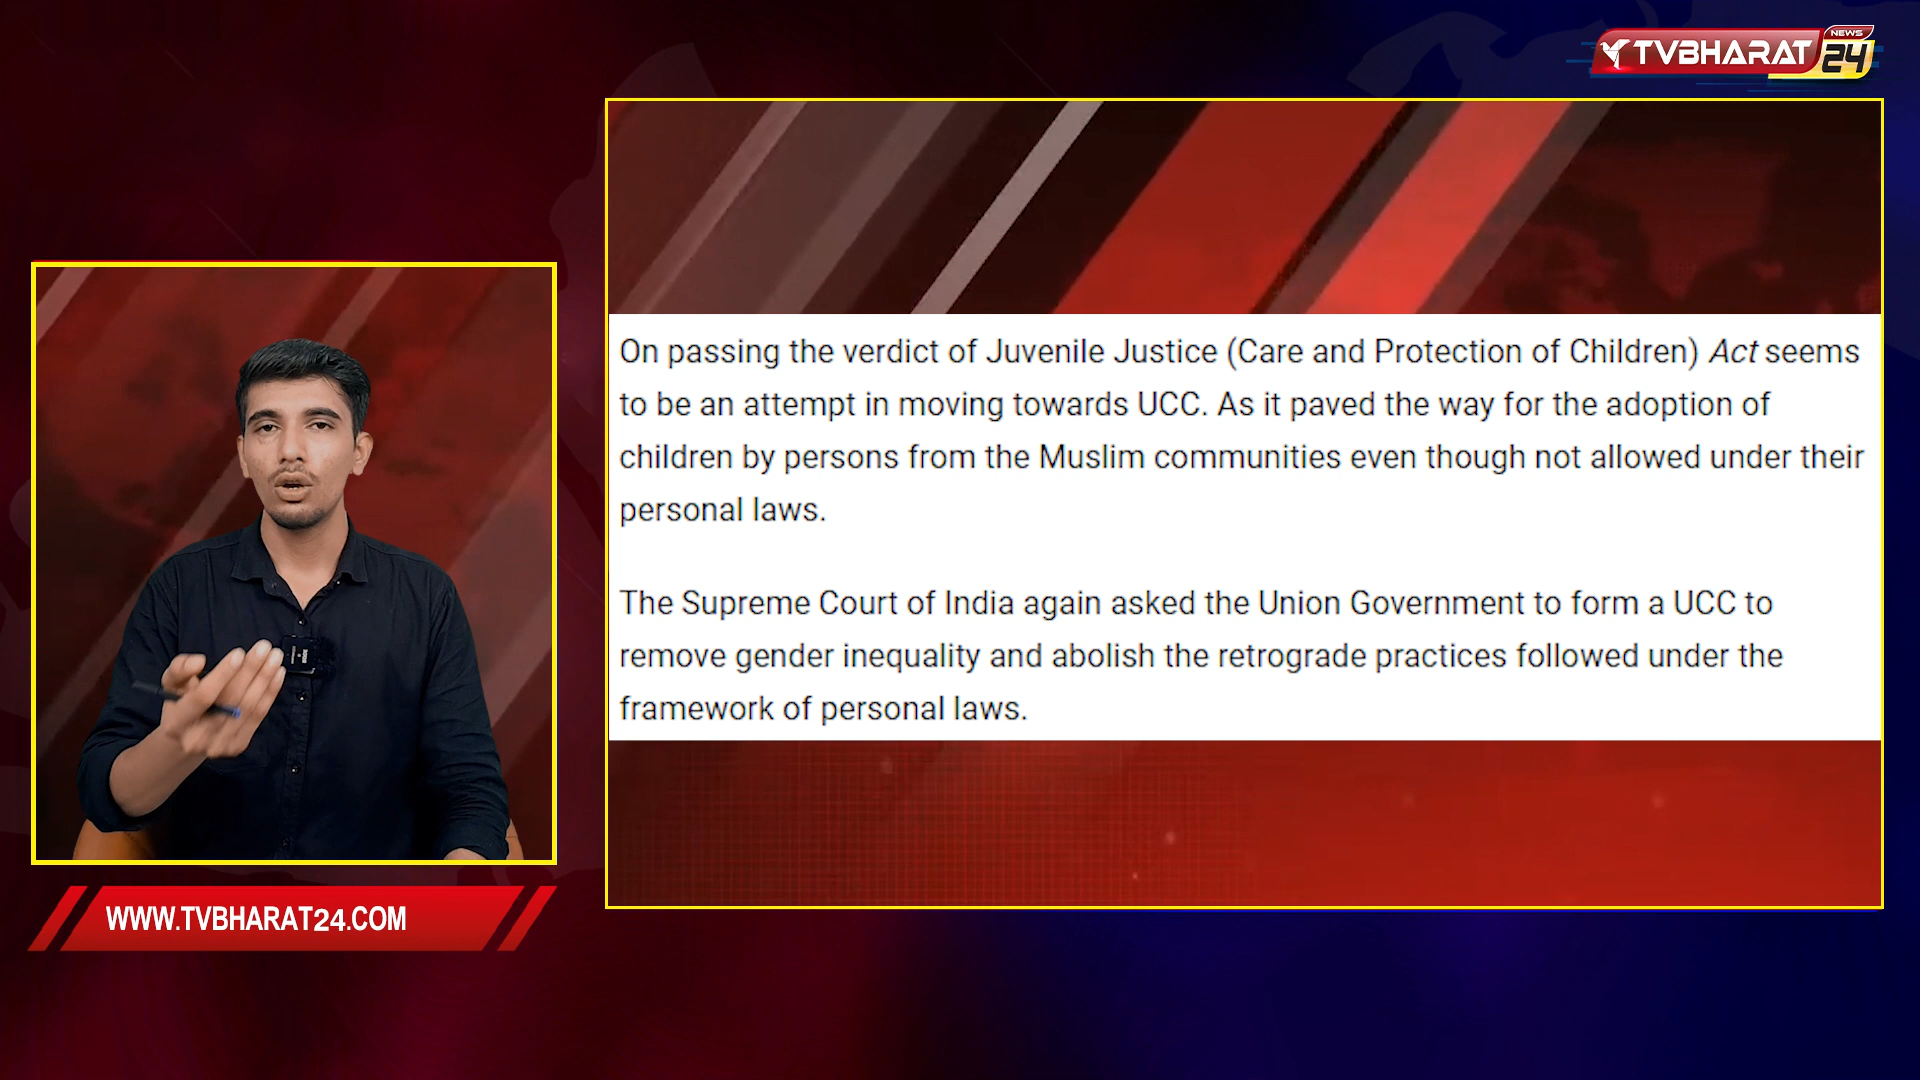 NEWS
TVBHARAT 24
On passing the verdict of Juvenile Justice (Care and Protection of Children) Act seems
to be an attempt in moving towards UCC. As it paved the way for the adoption of
children by persons from the Muslim communities even though not allowed under their
personal laws.
The Supreme Court of India again asked the Union Government to form a UCC to
remove gender inequality and abolish the retrograde practices followed under the
framework of personal laws.
WWW.TVBHARAT24.COM